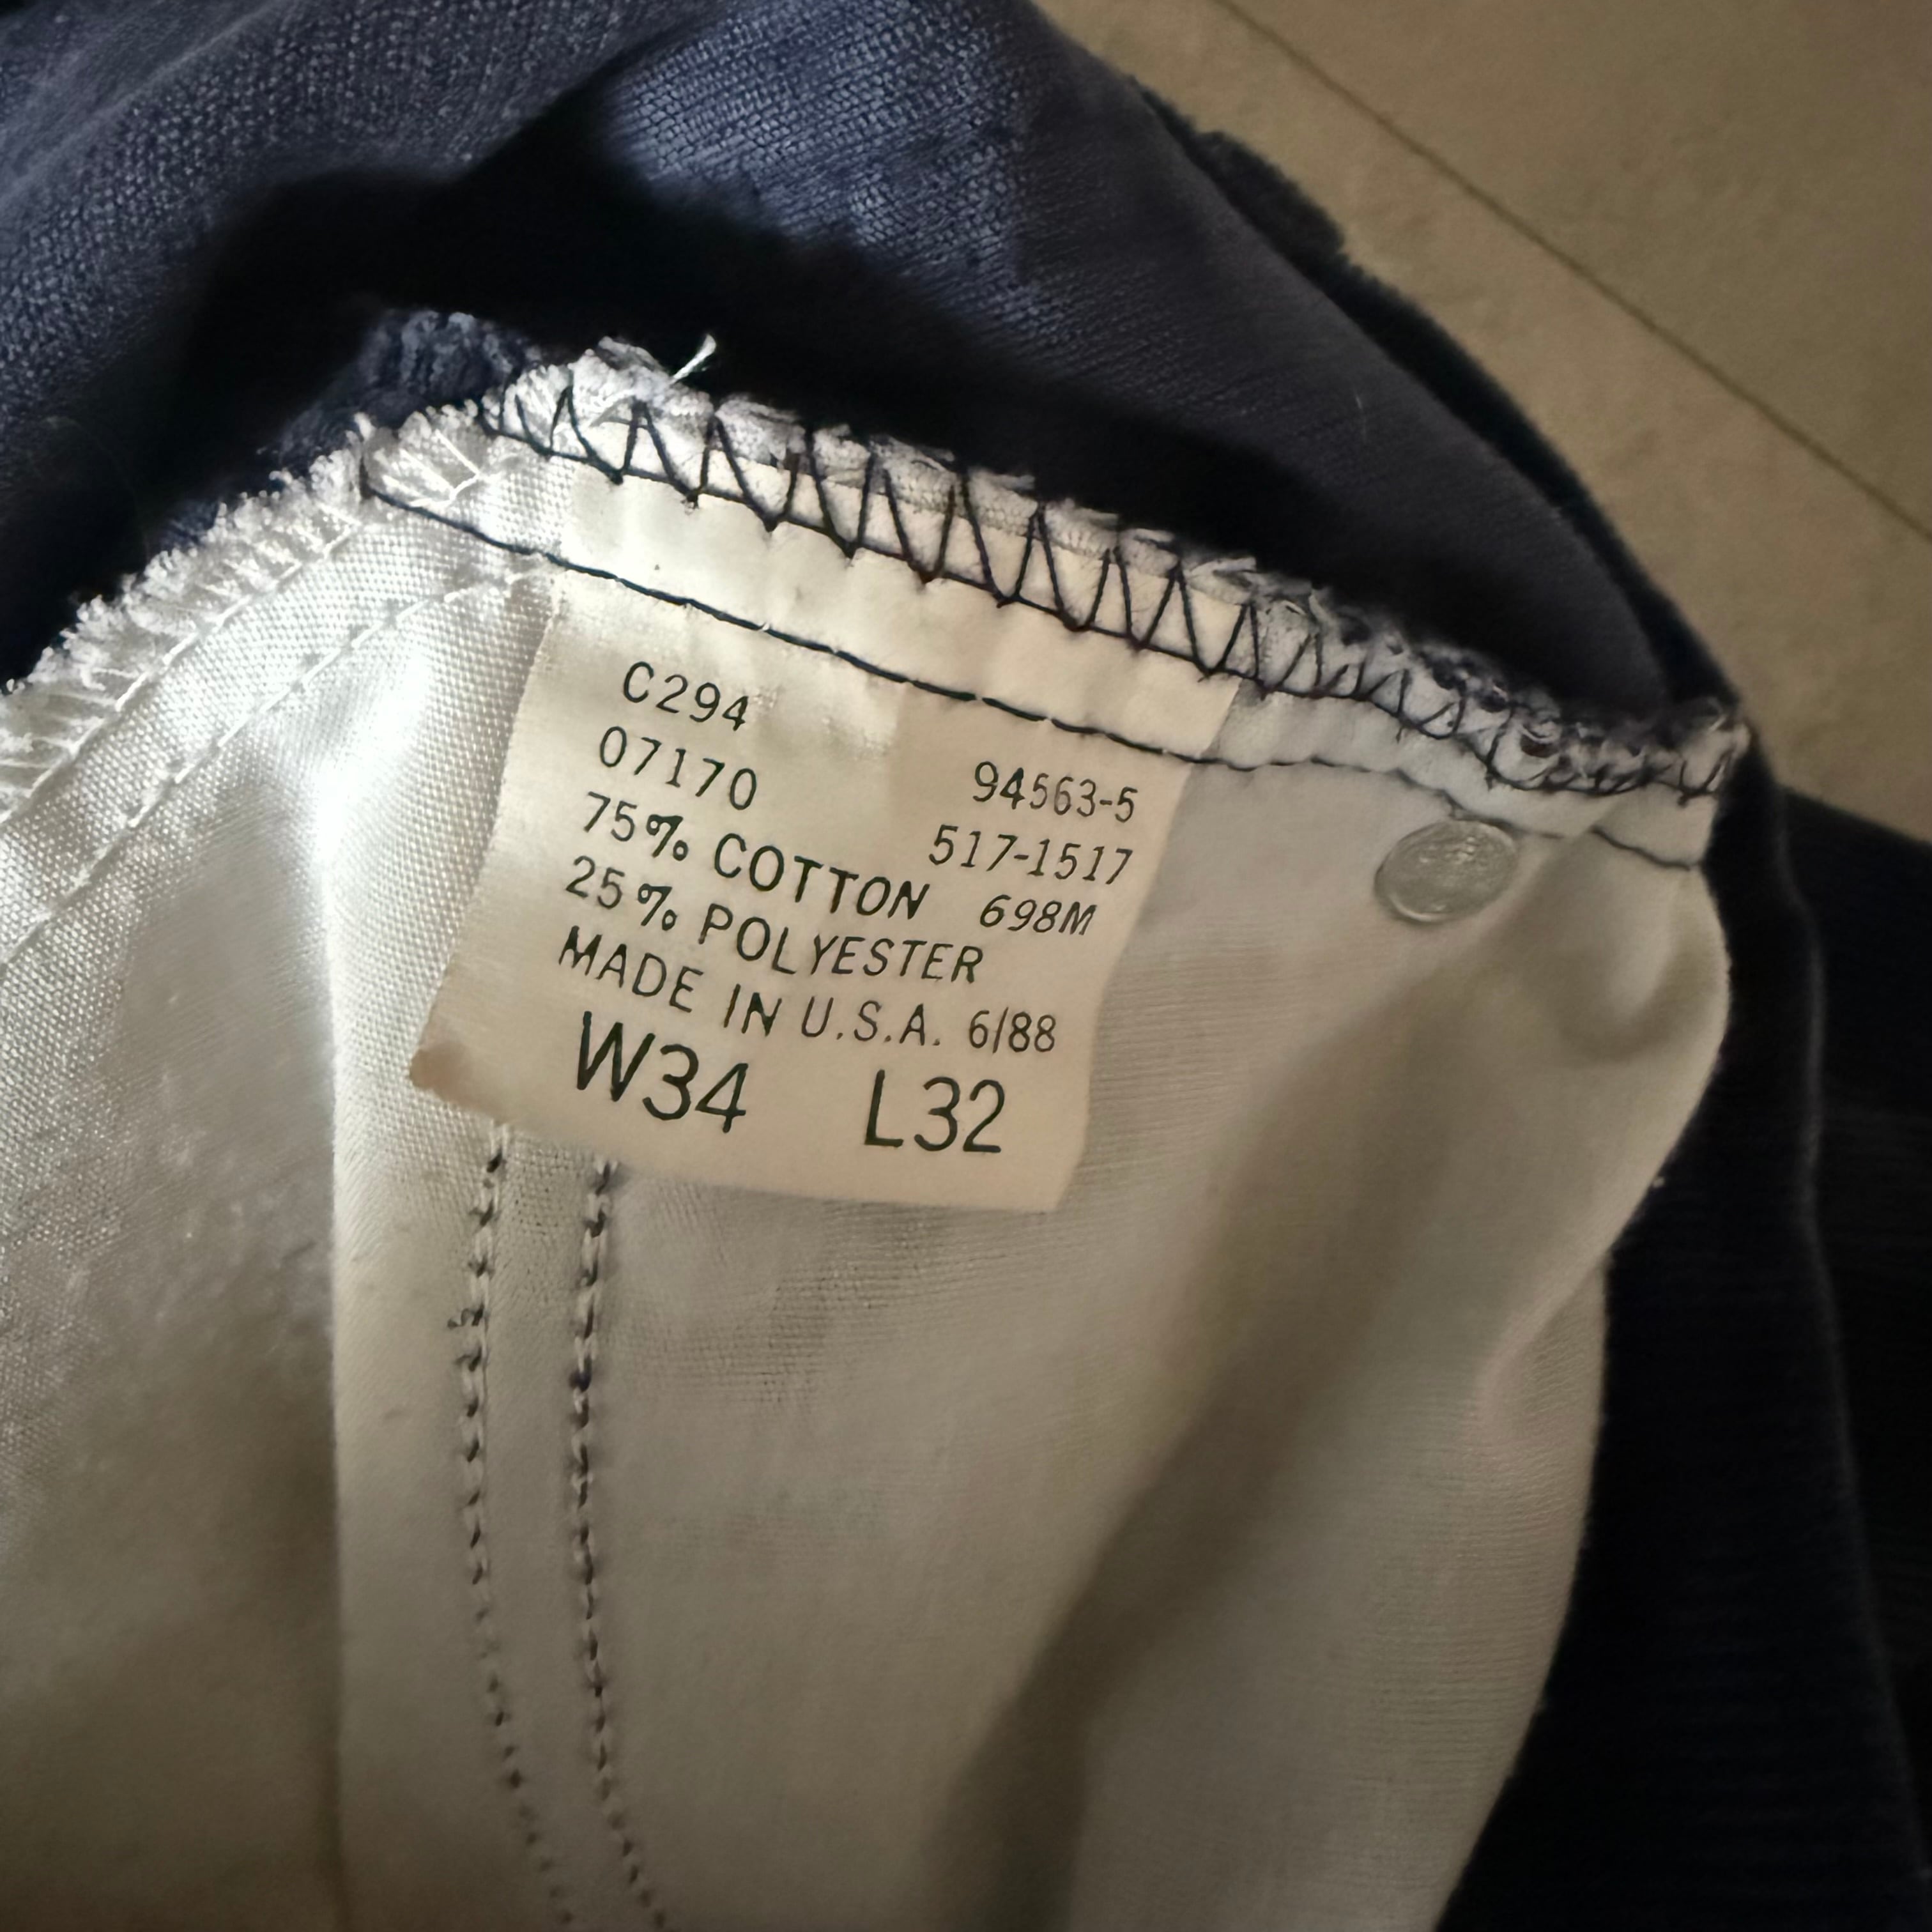 C294
07170 94563-5
75% COTTON 517-1517
25% POLYESTER 698M
MADE IN U.S.A. 6/88
W34 L32